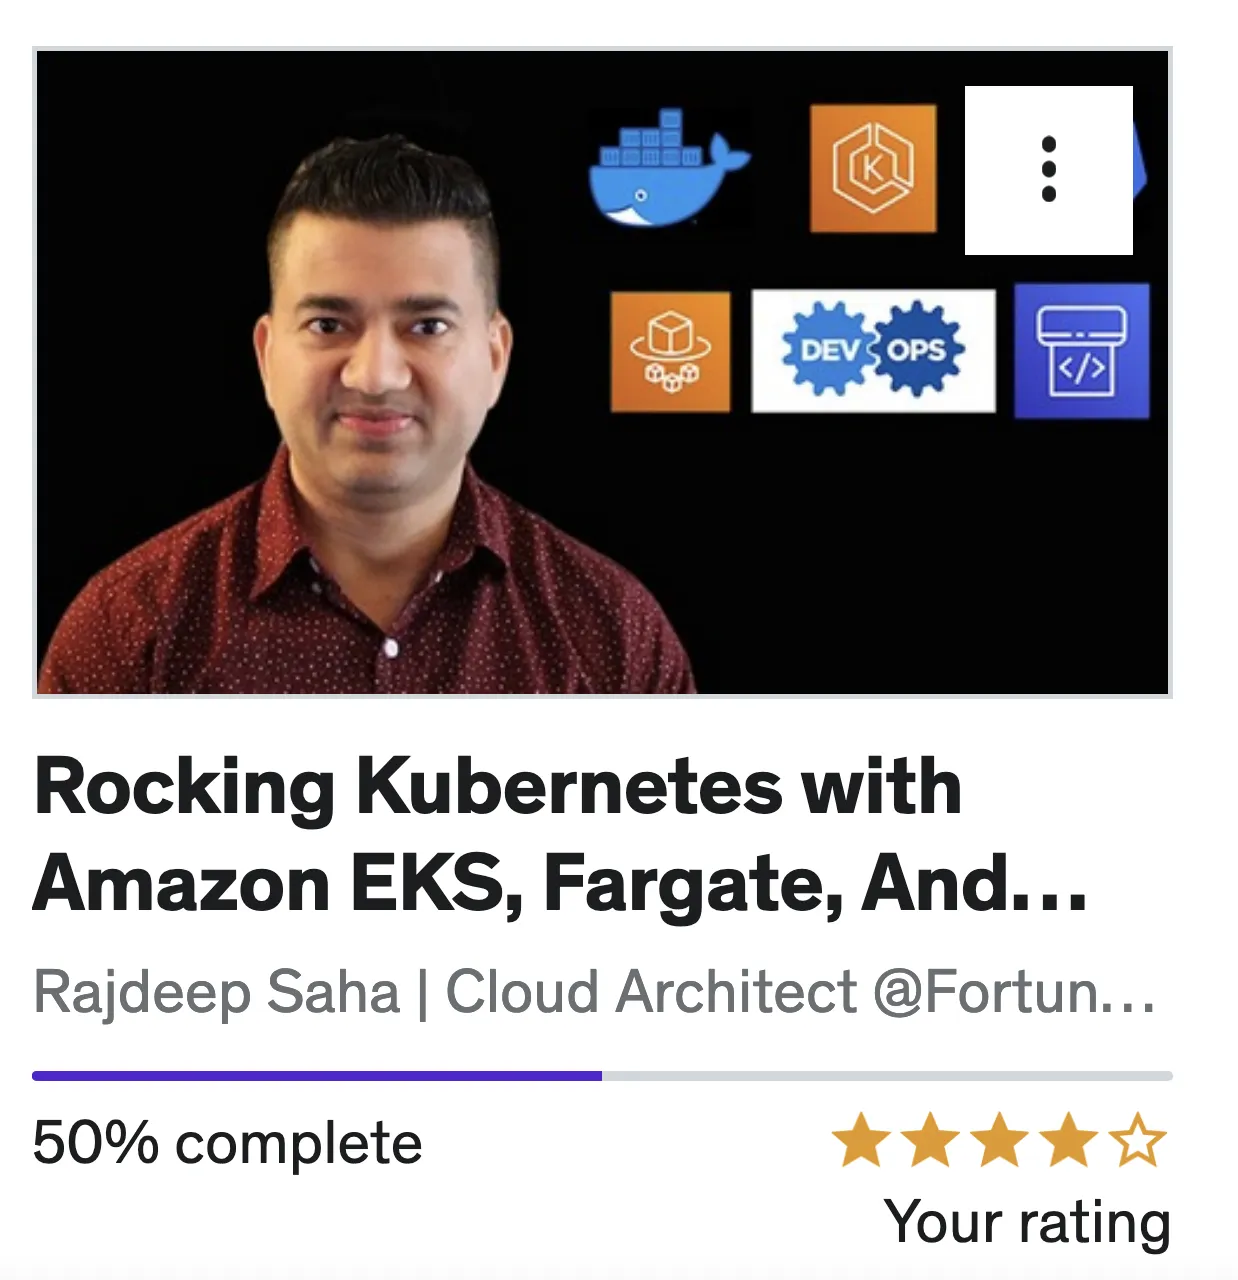 K
DEV OPS
</>
Rocking Kubernetes with
Amazon EKS, Fargate, And...
Rajdeep Saha | Cloud Architect @Fortun...
50% complete
Your rating